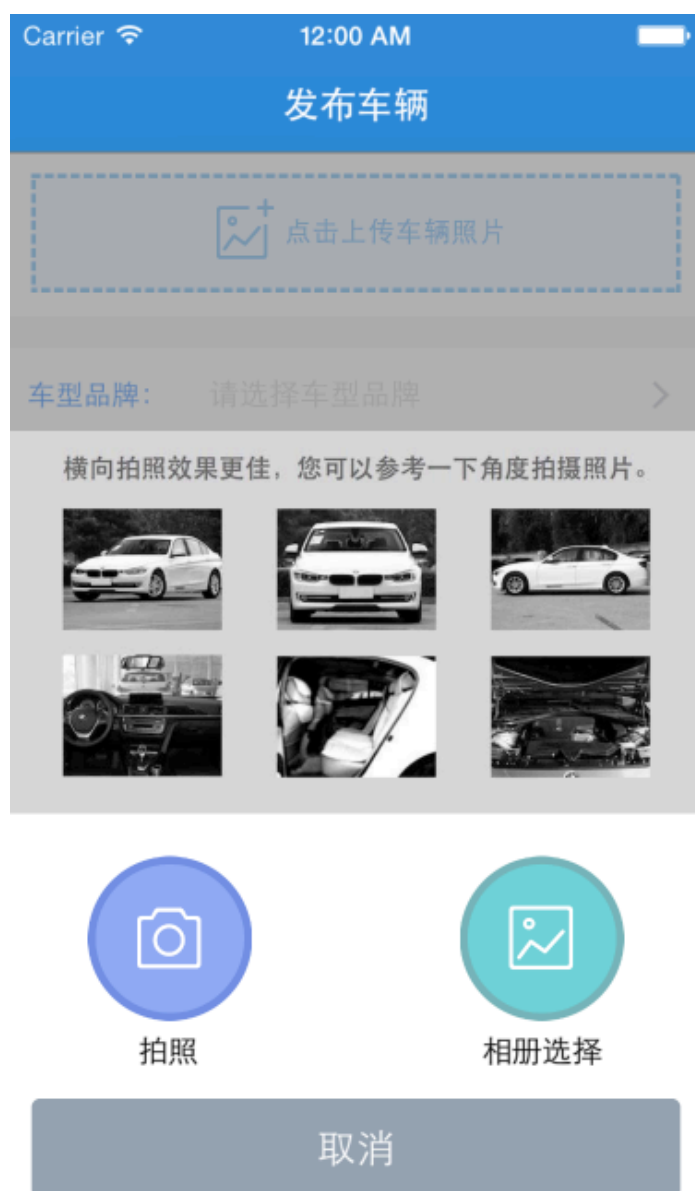 Carrier 12:00 AM
发布车辆
点击上传车辆照片
车型品牌: 请选择车型品牌
横向拍照效果更佳，您可以参考一下角度拍摄照片。
拍照 相册选择
取消